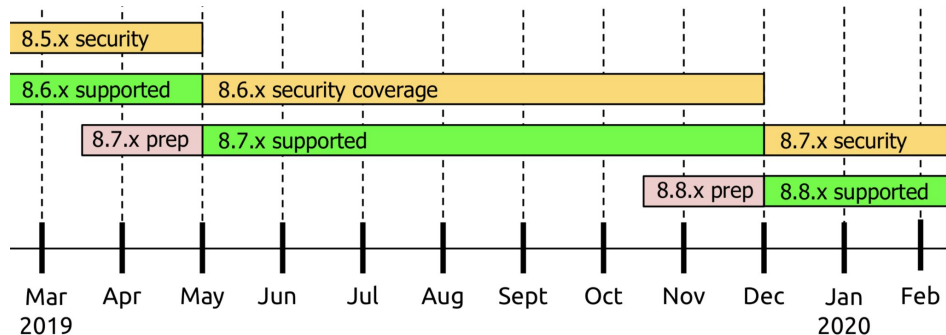 8.5.x security
8.6.x supported
8.6.x security coverage
8.7.x prep
8.7.x supported
8.7.x security
8.8.x prep
8.8.x supported
Mar Apr May Jun Jul Aug Sept Oct Nov Dec Jan Feb
2019 2020